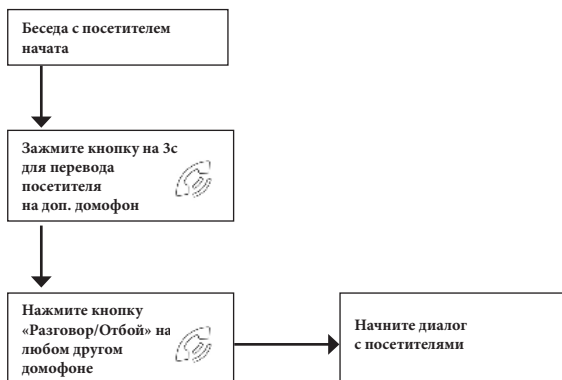 Беседа с посетителем
начата
Зажмите кнопку на 3с
для перевода
посетителя
на доп. домофон
Нажмите кнопку
«Разговор/Отбой» на
любом другом
домофоне
Начните диалог
с посетителями